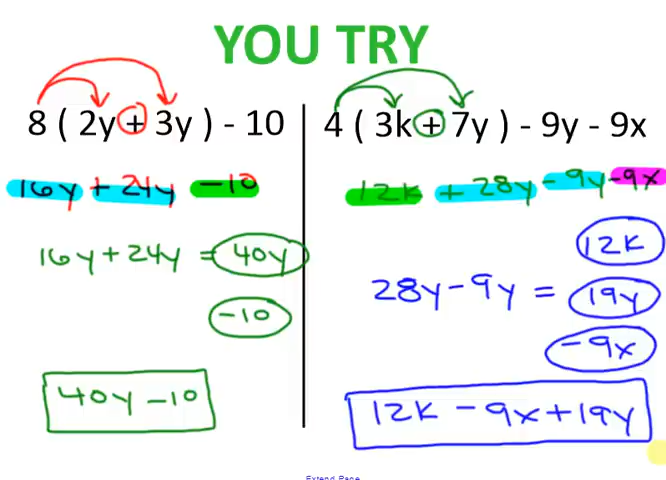 YOU TRY
8 ( 2y + 3y ) - 10
16y + 24y - 10
16y + 24y = 40y
-10
40y - 10
4 ( 3k + 7y ) - 9y - 9x
12k + 28y - 9y - 9x
12k
28y - 9y = 19y
-9x
12k - 9x + 19y
Extend Page